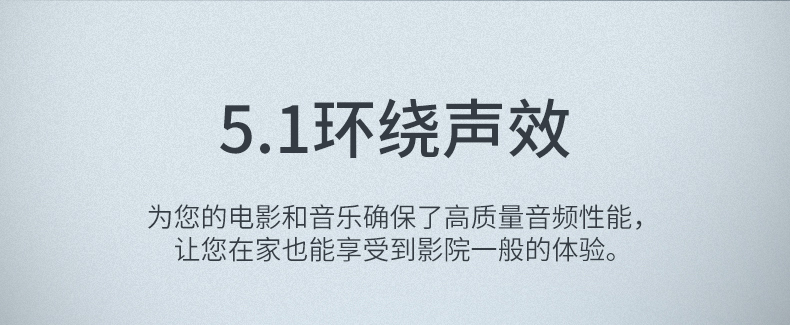 5.1环绕声效
为您的电影和音乐确保了高质量音频性能，
让您在家也能享受到影院一般的体验。